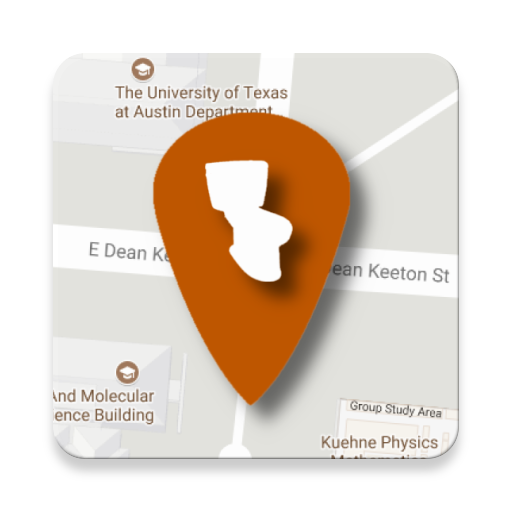 The University of Texas
at Austin Department
E Dean Ke
ean Keeton St
And Molecular
ence Building
Group Study Area
Kuehne Physics
Mathematics